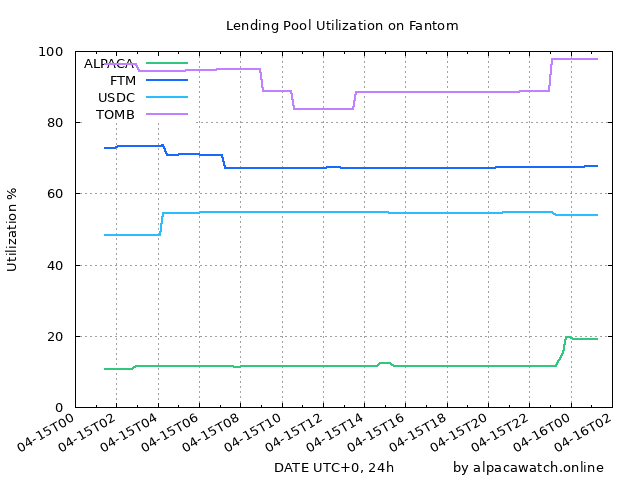 Lending Pool Utilization on Fantom
Utilization %
100
80
60
40
20
0
ALPACA
FTM
USDC
TOMB
04-15T00
04-15T02
04-15T04
04-15T06
04-15T08
04-15T10
04-15T12
04-15T14
04-15T16
04-15T18
04-15T20
04-15T22
04-16T00
04-16T02
DATE UTC+0, 24h
by alpacawatch.online